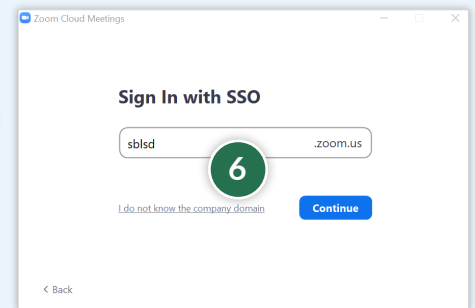 Zoom Cloud Meetings
Sign In with SSO
sblsd .zoom.us
6
I do not know the company domain Continue
< Back